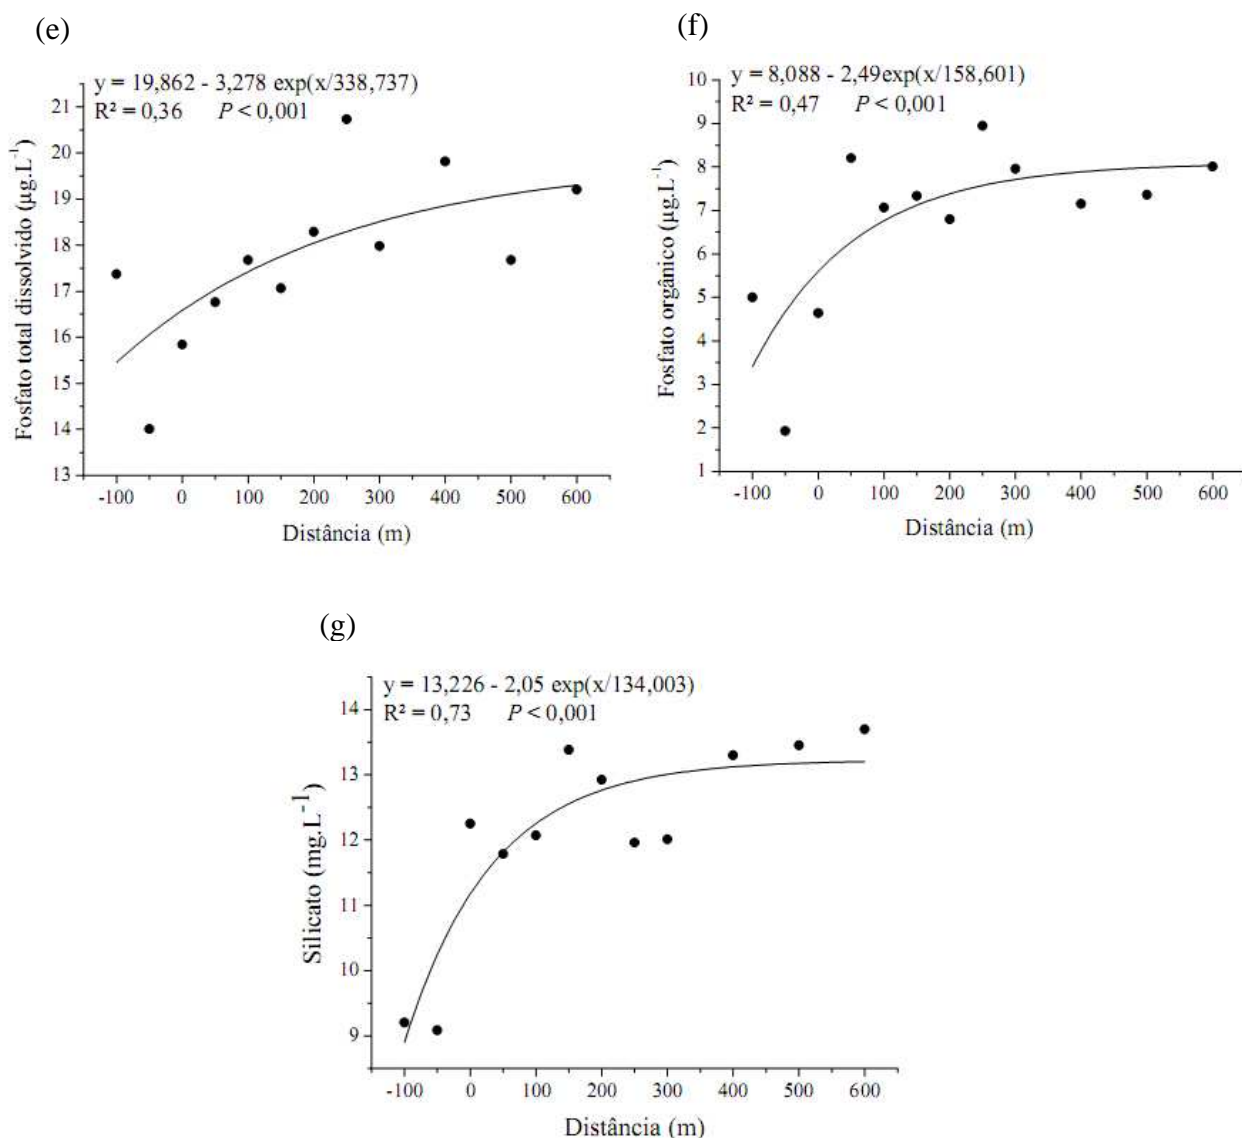 (e)
y = 19,862 - 3,278 exp(x/338,737)
R² = 0,36 P < 0,001
21
20
19
18
17
16
15
14
13
Fosfato total dissolvido (µg.L⁻¹)
-100 0 100 200 300 400 500 600
Distância (m)
(f)
y = 8,088 - 2,49exp(x/158,601)
R² = 0,47 P < 0,001
10
9
8
7
6
5
4
3
2
1
Fosfato orgânico (µg.L⁻¹)
-100 0 100 200 300 400 500 600
Distância (m)
(g)
y = 13,226 - 2,05 exp(x/134,003)
R² = 0,73 P < 0,001
14
13
12
11
10
9
Silicato (mg.L⁻¹)
-100 0 100 200 300 400 500 600
Distância (m)